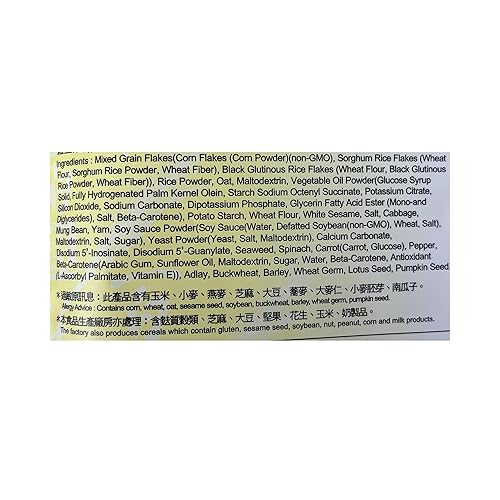 Ingredients : Mixed Grain Flakes(Corn Flakes (Corn Powder)(non-GMO), Sorghum Rice Flakes (Wheat
Flour, Sorghum Rice Powder, Wheat Fiber), Black Glutinous Rice Flakes (Wheat Flour, Black Glutinous
Rice Powder, Wheat Fiber)), Rice Powder, Oat, Maltodextrin, Vegetable Oil Powder(Glucose Syrup
Solid, Fully Hydrogenated Palm Kernel Olein, Starch Sodium Octenyl Succinate, Potassium Citrate,
Silicon Dioxide, Sodium Carbonate, Dipotassium Phosphate, Glycerin Fatty Acid Ester (Mono-and
Diglycerides), Salt, Beta-Carotene), Potato Starch, Wheat Flour, White Sesame, Salt, Cabbage,
Mung Bean, Yarn, Soy Sauce Powder(Soy Sauce(Water, Defatted Soybean(non-GMO), Wheat, Salt),
Maltodextrin, Salt, Sugar), Yeast Powder(Yeast, Salt, Maltodextrin), Calcium Carbonate,
Disodium 5'-Inosinate, Disodium 5'-Guanylate, Seaweed, Spinach, Carrot(Carrot, Glucose), Pepper,
Beta-Carotene(Arabic Gum, Sunflower Oil, Maltodextrin, Sugar, Water, Beta-Carotene, Antioxidant
(L-Ascorbyl Palmitate, Vitamin E)), Adlay, Buckwheat, Barley, Wheat Germ, Lotus Seed, Pumpkin Seed
※過敏原訊息：此產品含有玉米、小麥、燕麥、芝麻、大豆、蕎麥、大麥仁、小麥胚芽、南瓜子。
Allergy Advice : Contains corn, wheat, oat, sesame seed, soybean, buckwheat, barley, wheat germ, pumpkin seed.
※本食品生產廠房亦處理：含麩質穀類、芝麻、大豆、堅果、花生、玉米、奶製品。
The factory also produces cereals which contain gluten, sesame seed, soybean, nut, peanut, corn and milk products.